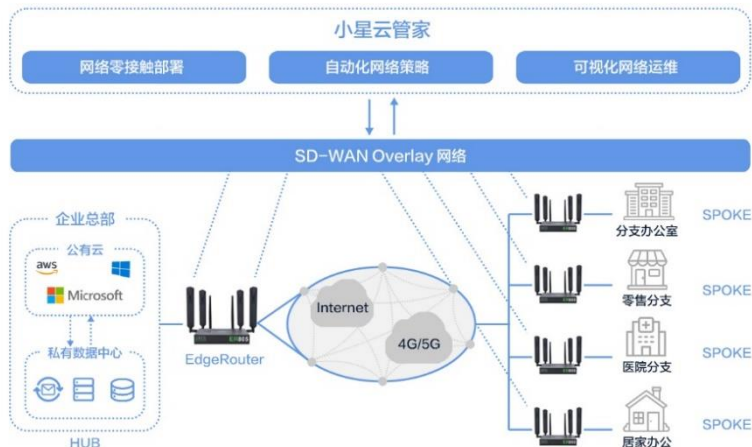 小星云管家
网络零接触部署
自动化网络策略
可视化网络运维
SD-WAN Overlay 网络
企业总部
公有云
aws
Microsoft
私有数据中心
HUB
EdgeRouter
Internet
4G/5G
分支办公室
SPOKE
零售分支
SPOKE
医院分支
SPOKE
居家办公
SPOKE